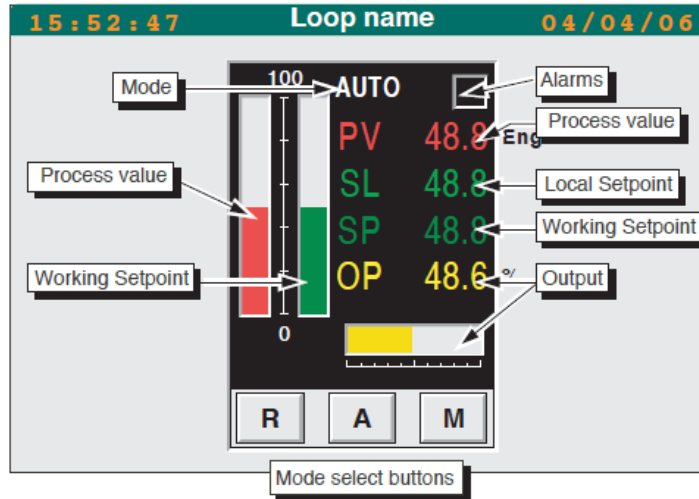 15:52:47 Loop name 04/04/06
Mode 100 AUTO Alarms
PV 48.8 Eng Process value
Process value SL 48.8 Local Setpoint
SP 48.8 Working Setpoint
Working Setpoint OP 48.6 % Output
0
R A M
Mode select buttons